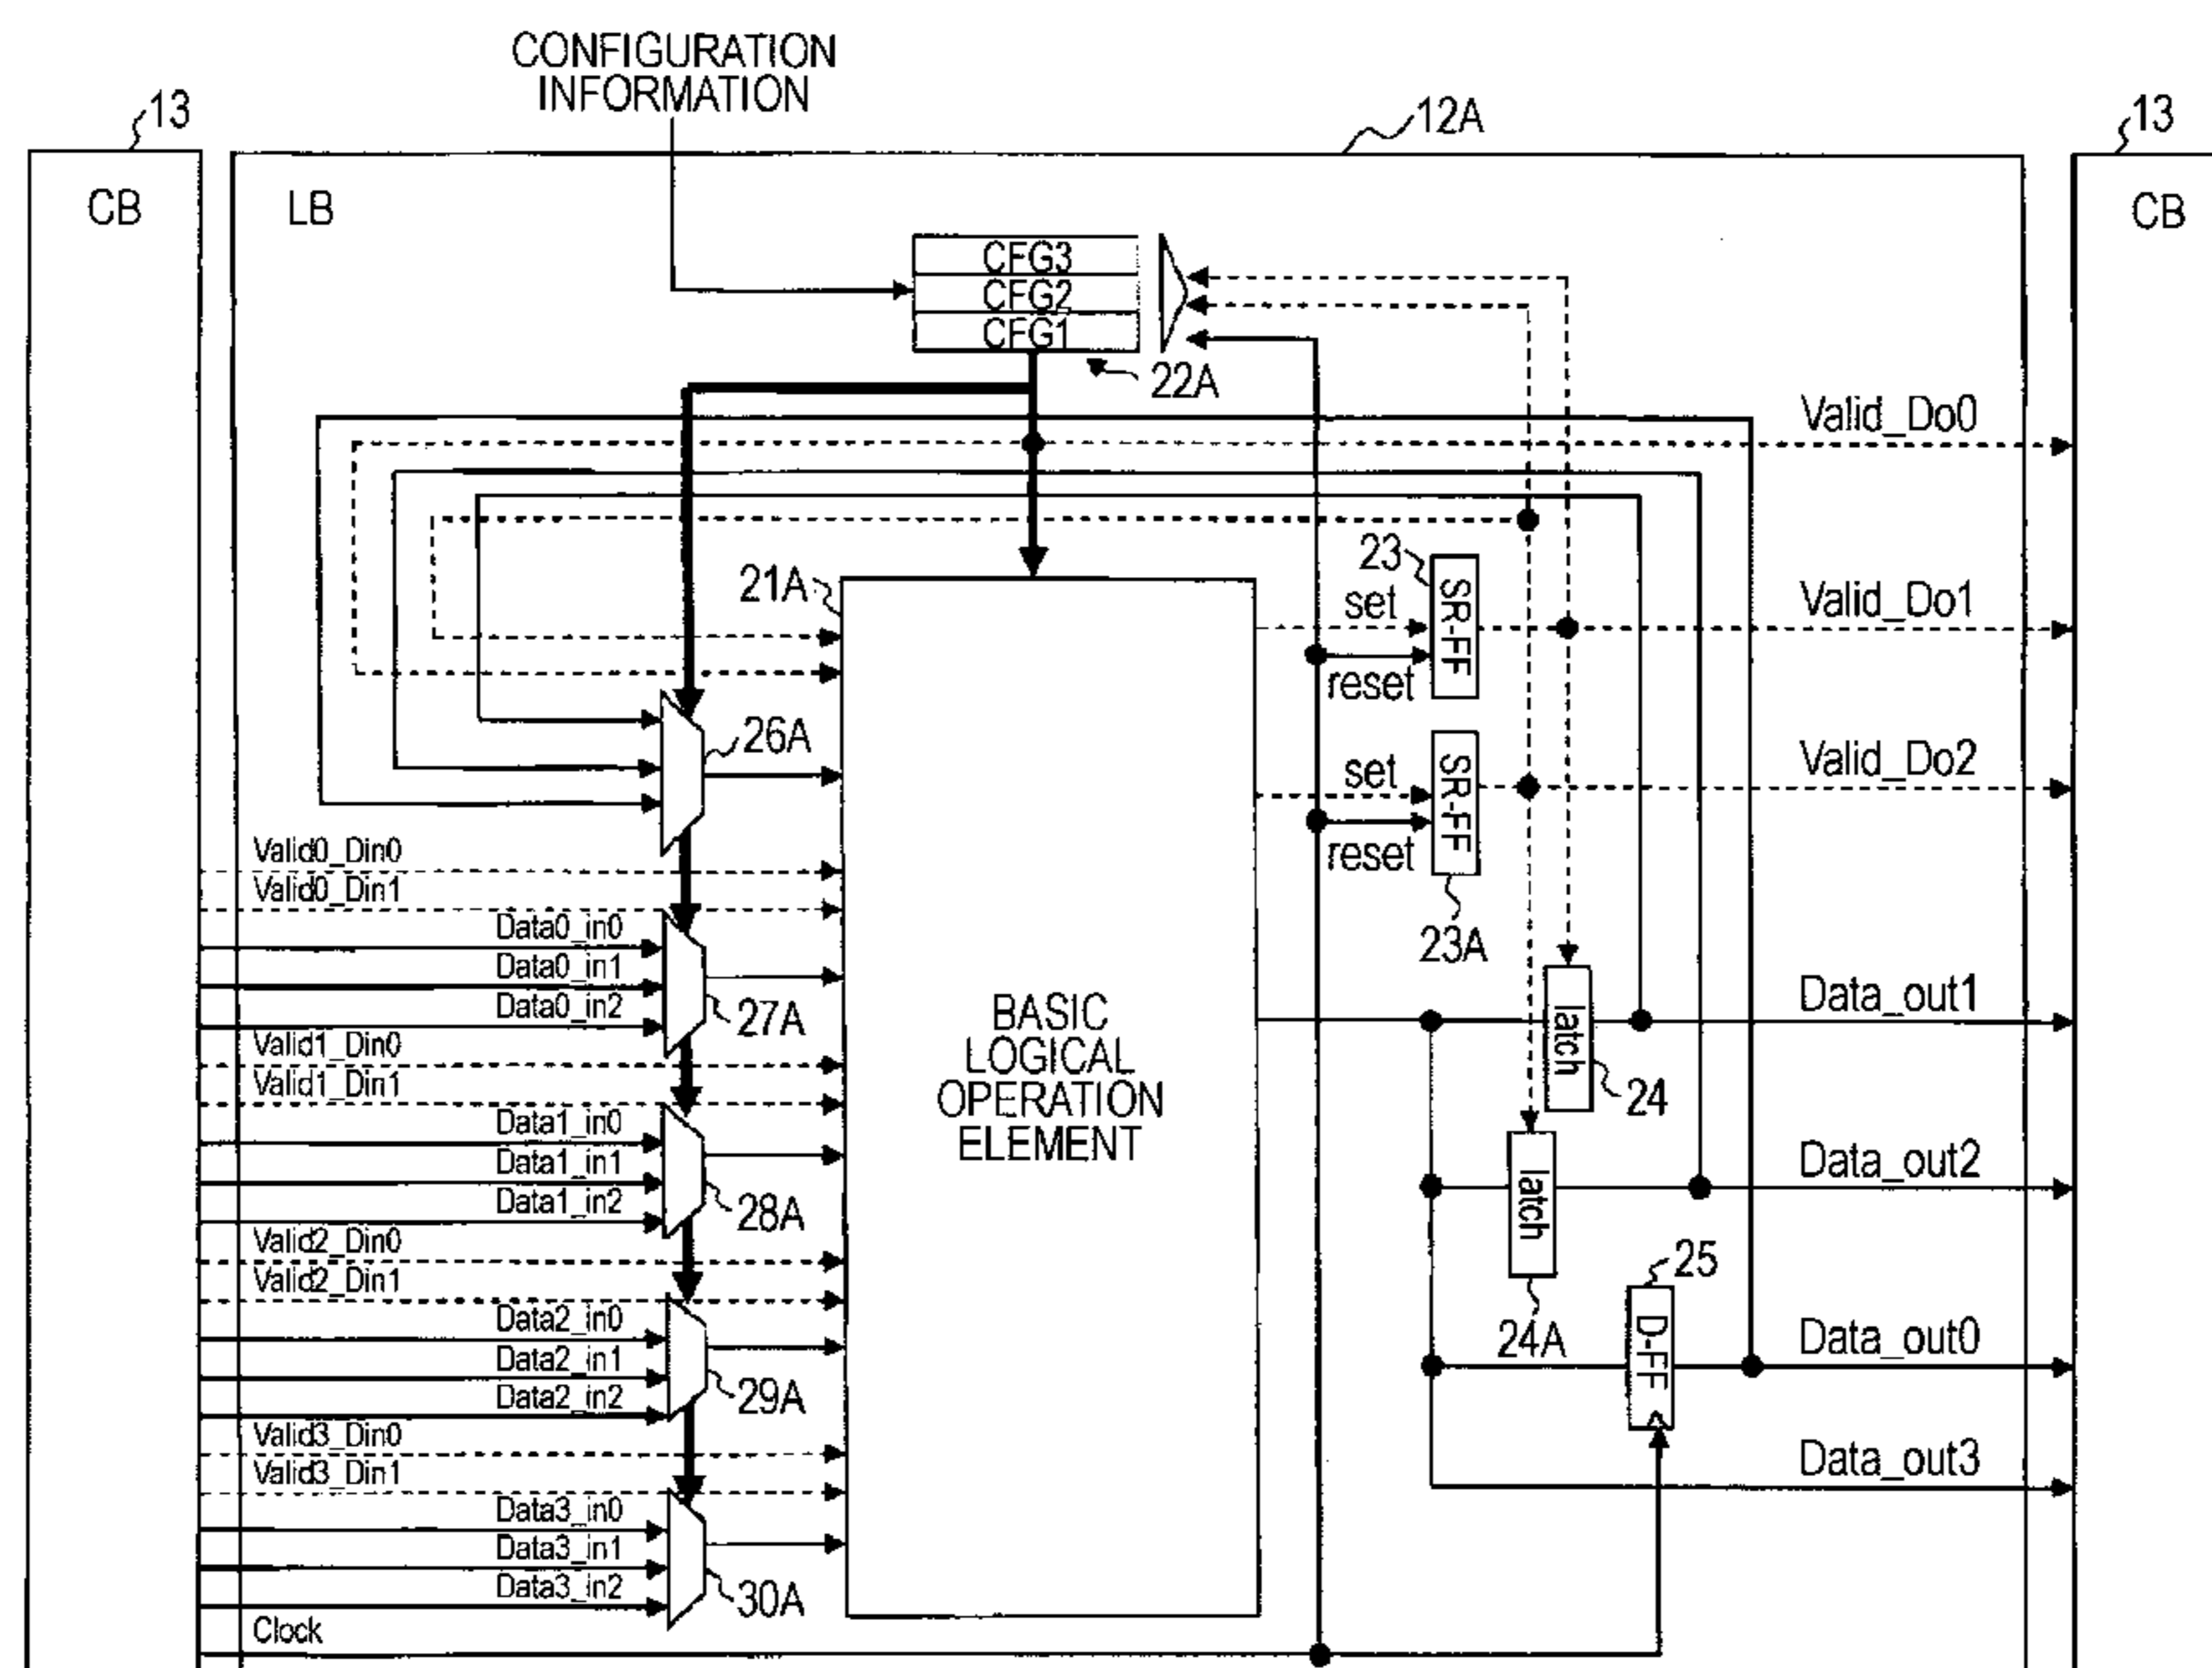 CONFIGURATION
INFORMATION
13
12A
13
CB
LB
CB
CFG3
CFG2
CFG1
22A
Valid_Do0
21A
23
set
SR-FF
reset
Valid_Do1
26A
set
SR-FF
reset
23A
Valid_Do2
Valid0_Din0
Valid0_Din1
Data0_in0
Data0_in1
Data0_in2
27A
Valid1_Din0
Valid1_Din1
Data1_in0
Data1_in1
Data1_in2
28A
Valid2_Din0
Valid2_Din1
Data2_in0
Data2_in1
Data2_in2
29A
Valid3_Din0
Valid3_Din1
Data3_in0
Data3_in1
Data3_in2
30A
Clock
BASIC
LOGICAL
OPERATION
ELEMENT
latch
24
Data_out1
latch
24A
Data_out2
25
D-FF
Data_out0
Data_out3